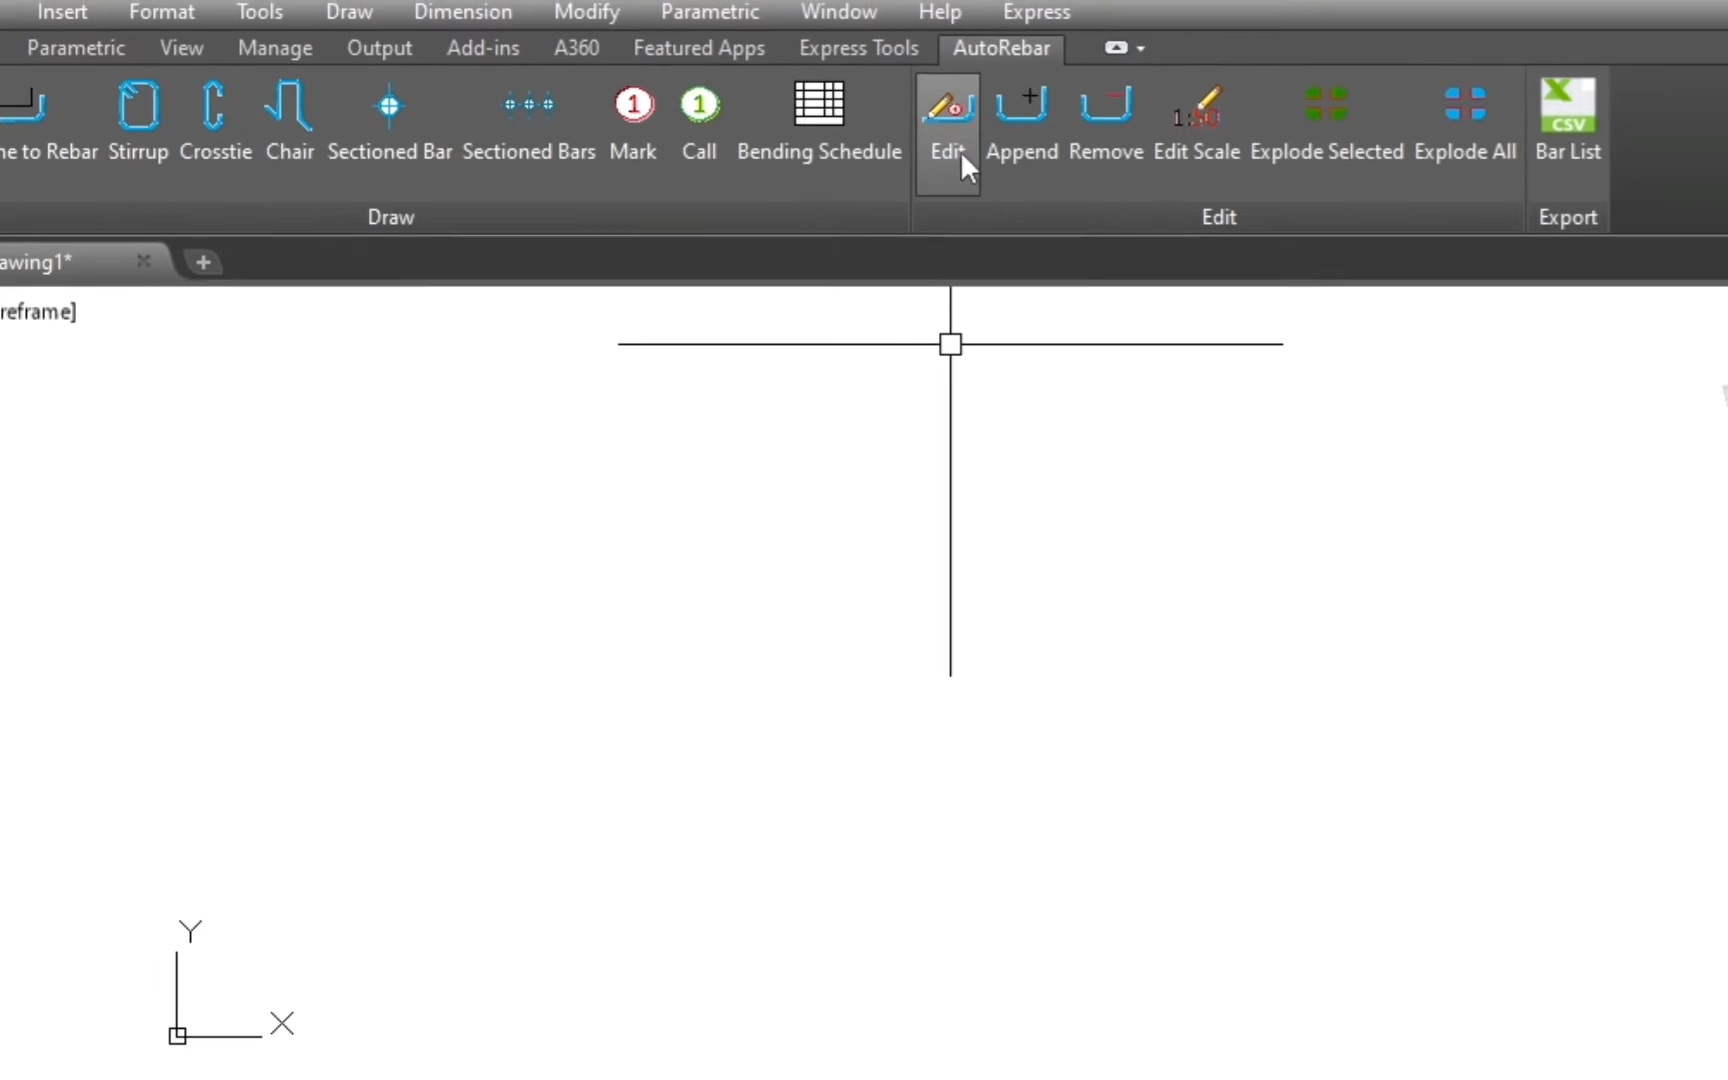 Insert Format Tools Draw Dimension Modify Parametric Window Help Express
Parametric View Manage Output Add-ins A360 Featured Apps Express Tools AutoRebar
1 1 1:50 X CSV
to Rebar Stirrup Crosstie Chair Sectioned Bar Sectioned Bars Mark Call Bending Schedule Edit Append Remove Edit Scale Explode Selected Explode All Bar List
Draw Edit Export
awing1*
reframe]
Y
X